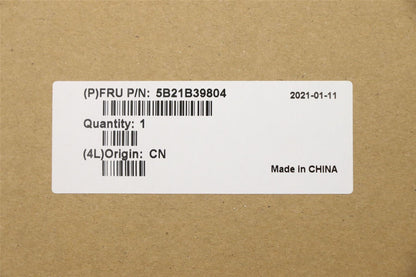 (P)FRU P/N: 5B21B39804
2021-01-11
Quantity: 1
(4L)Origin: CN
Made in CHINA